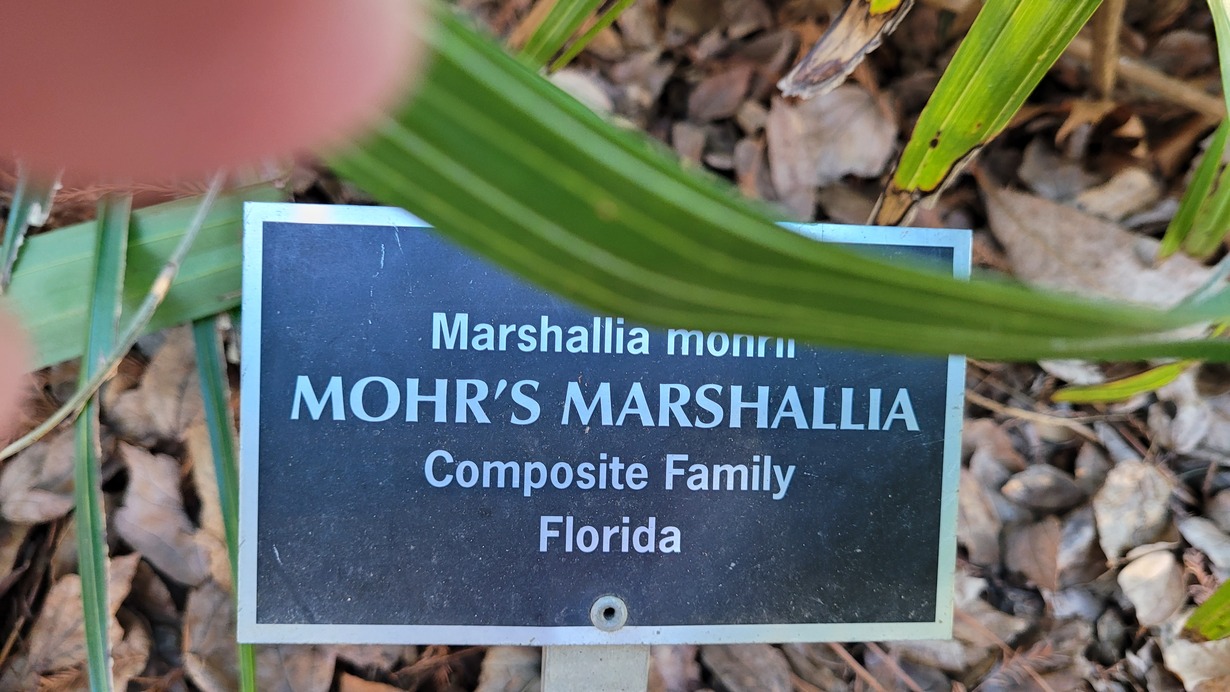 Marshallia mohrii
MOHR'S MARSHALLIA
Composite Family
Florida